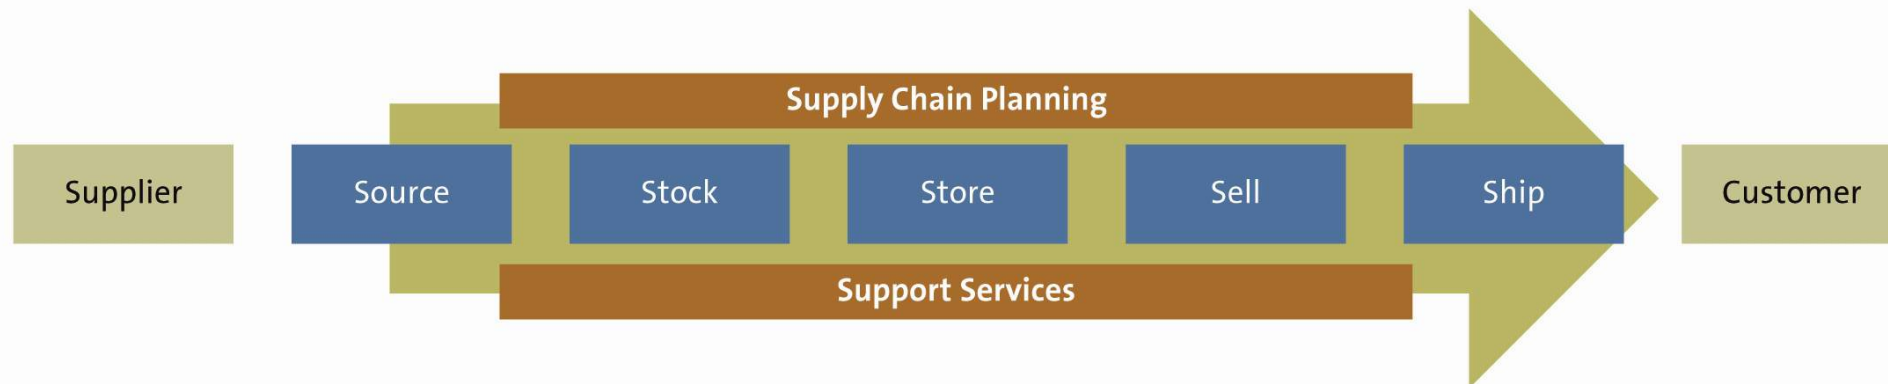 Supply Chain Planning
Supplier
Source
Stock
Store
Sell
Ship
Customer
Support Services